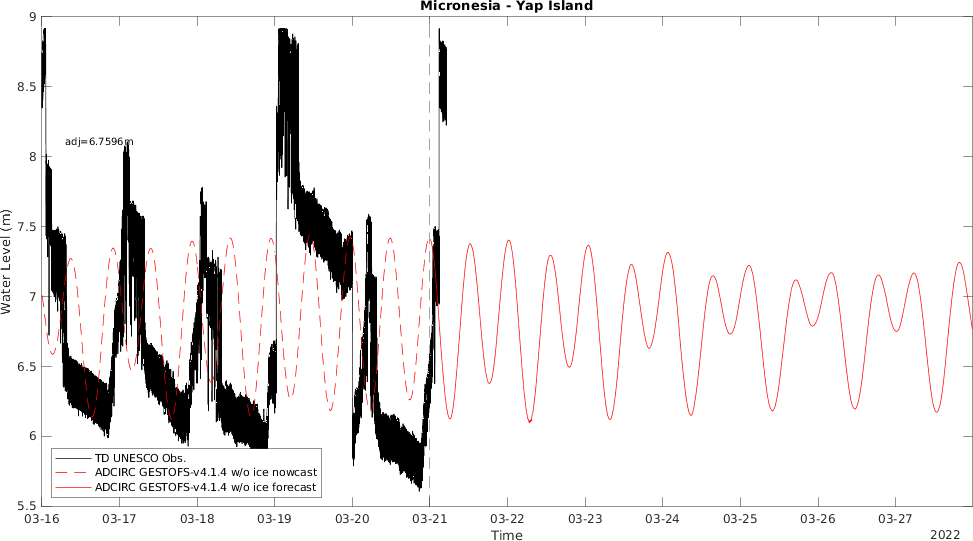 Micronesia - Yap Island
9
8.5
8
7.5
7
6.5
6
5.5
Water Level (m)
adj=6.7596m
TD UNESCO Obs.
ADCIRC GESTOFS-v4.1.4 w/o ice nowcast
ADCIRC GESTOFS-v4.1.4 w/o ice forecast
03-16 03-17 03-18 03-19 03-20 03-21 03-22 03-23 03-24 03-25 03-26 03-27
Time
2022